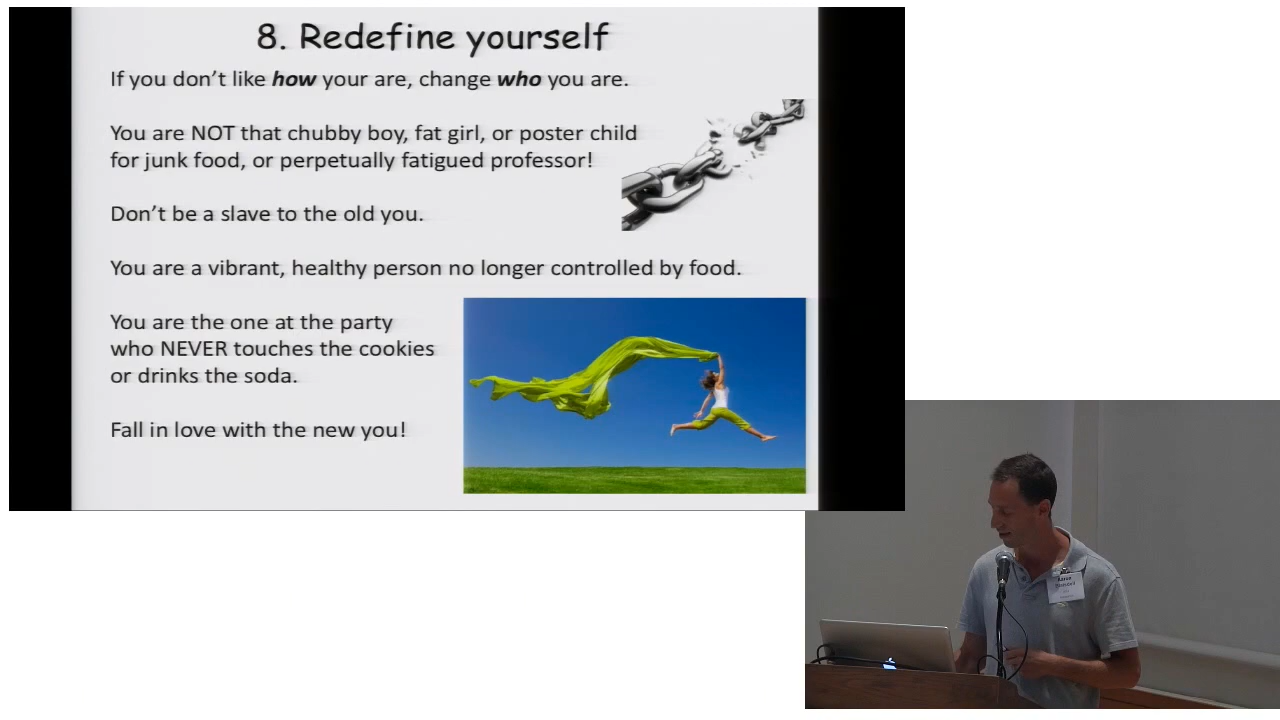 8. Redefine yourself
If you don't like how your are, change who you are.
You are NOT that chubby boy, fat girl, or poster child
for junk food, or perpetually fatigued professor!
Don't be a slave to the old you.
You are a vibrant, healthy person no longer controlled by food.
You are the one at the party
who NEVER touches the cookies
or drinks the soda.
Fall in love with the new you!
Aaron
Blaisdell